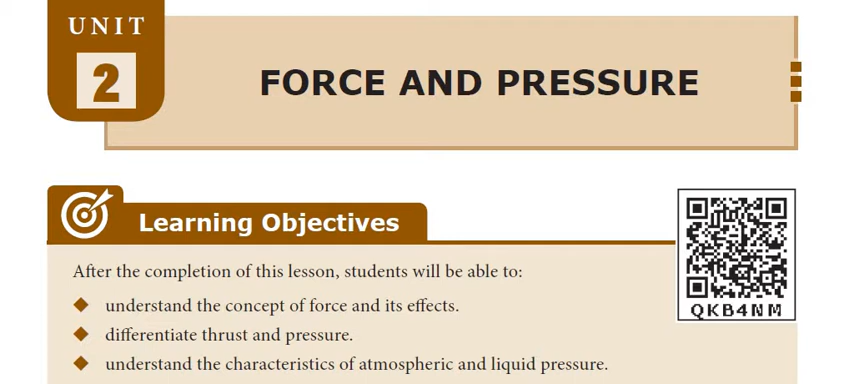 UNIT
2
FORCE AND PRESSURE
Learning Objectives
After the completion of this lesson, students will be able to:
understand the concept of force and its effects.
differentiate thrust and pressure.
understand the characteristics of atmospheric and liquid pressure.
QKB4NM